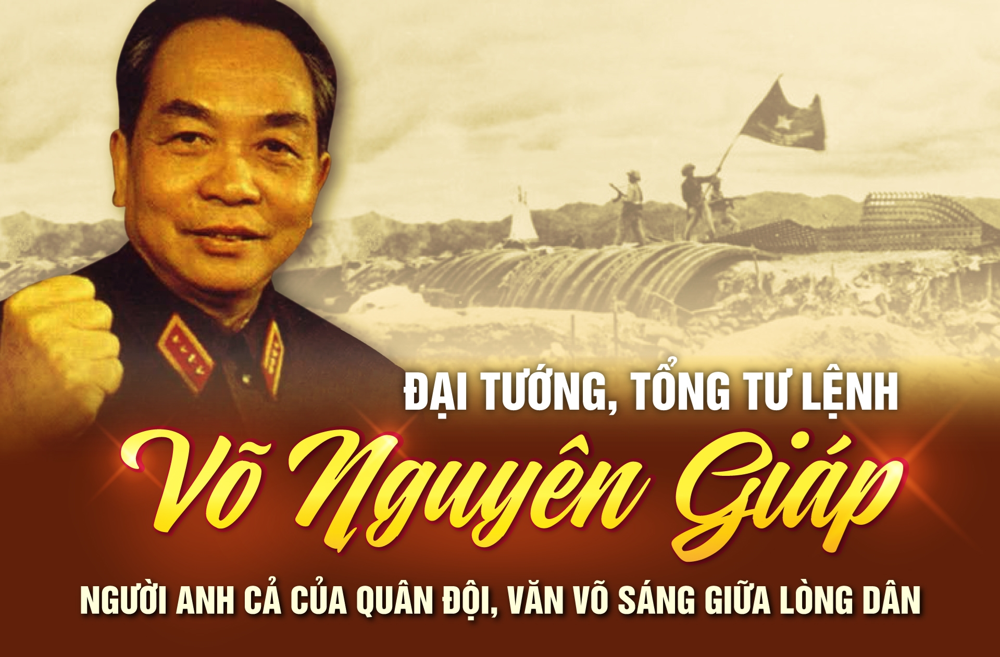 ĐẠI TƯỚNG, TỔNG TƯ LỆNH
Võ Nguyên Giáp
NGƯỜI ANH CẢ CỦA QUÂN ĐỘI, VĂN VÕ SÁNG GIỮA LÒNG DÂN